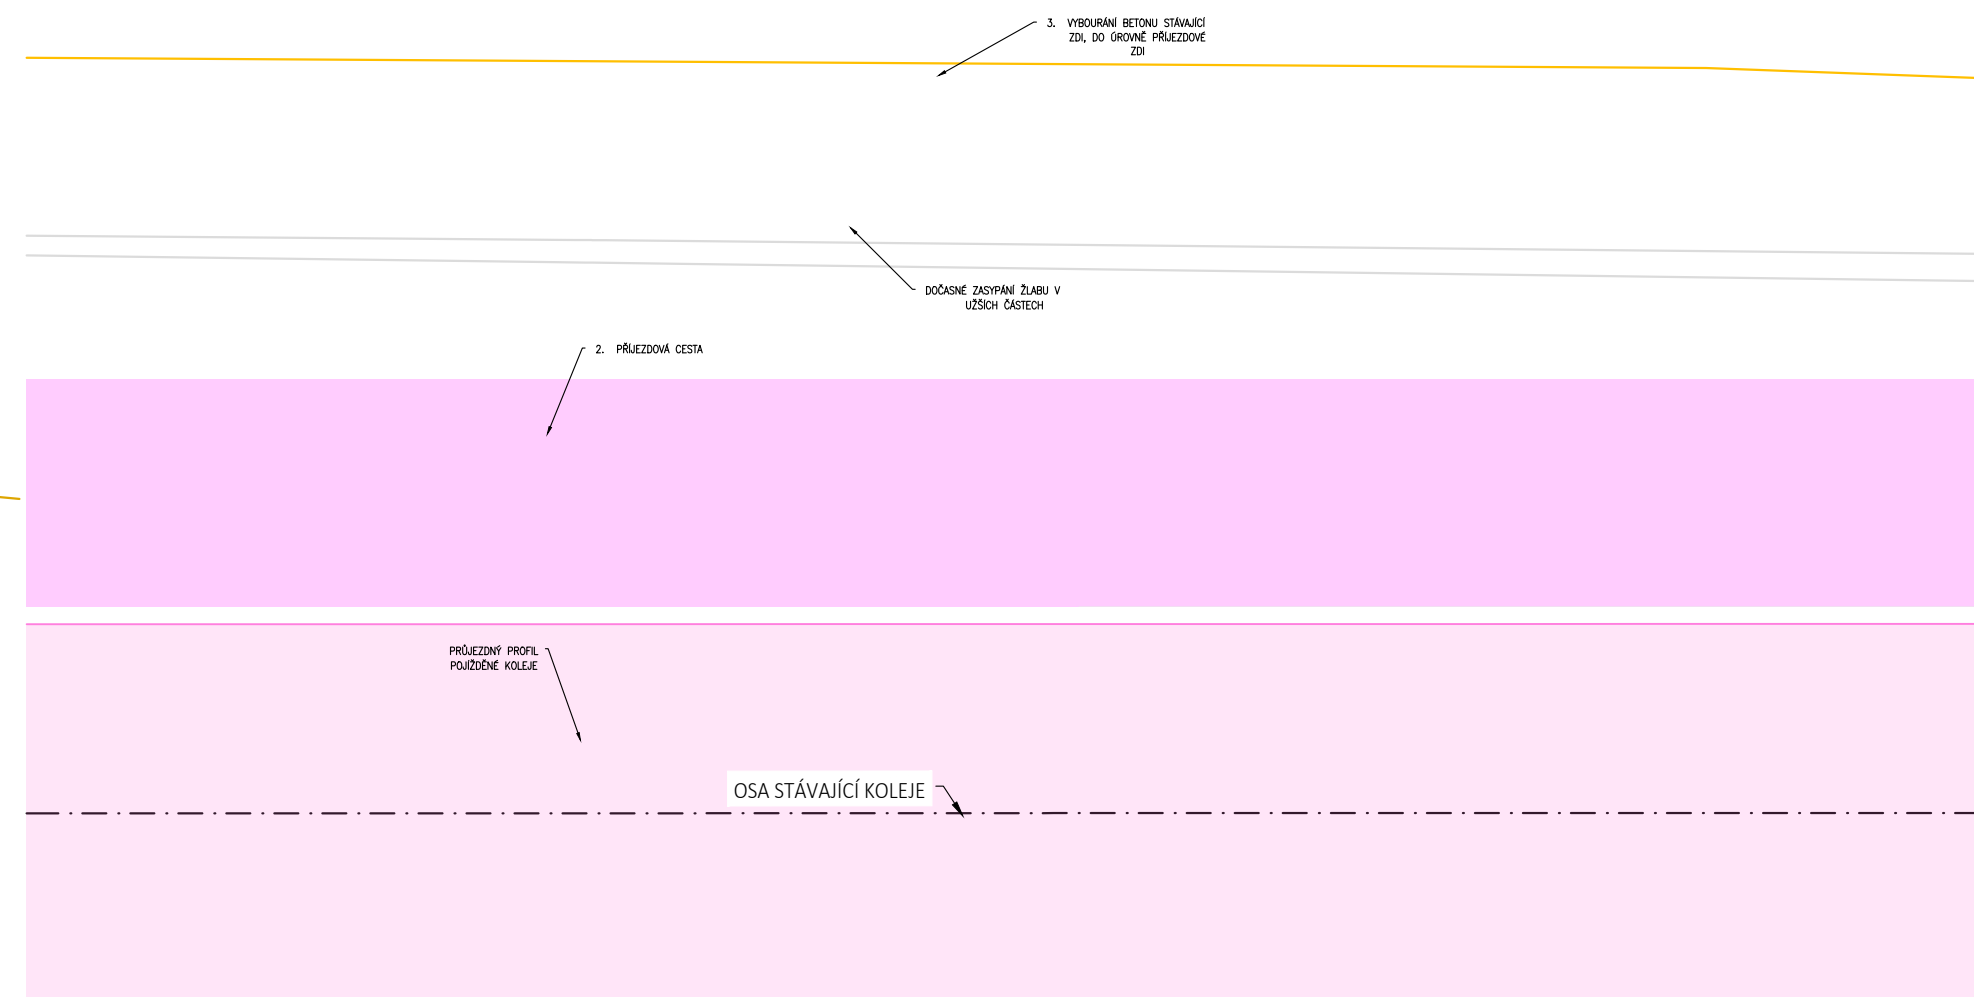 3. VYBOURÁNÍ BETONU STÁVAJÍCÍ
ZDI, DO ÚROVNĚ PŘÍJEZDOVÉ
ZDI
DOČASNÉ ZASYPÁNÍ ŽLABU V
UŽŠÍCH ČÁSTECH
2. PŘÍJEZDOVÁ CESTA
PRŮJEZDNÝ PROFIL
POJÍŽDĚNÉ KOLEJE
OSA STÁVAJÍCÍ KOLEJE